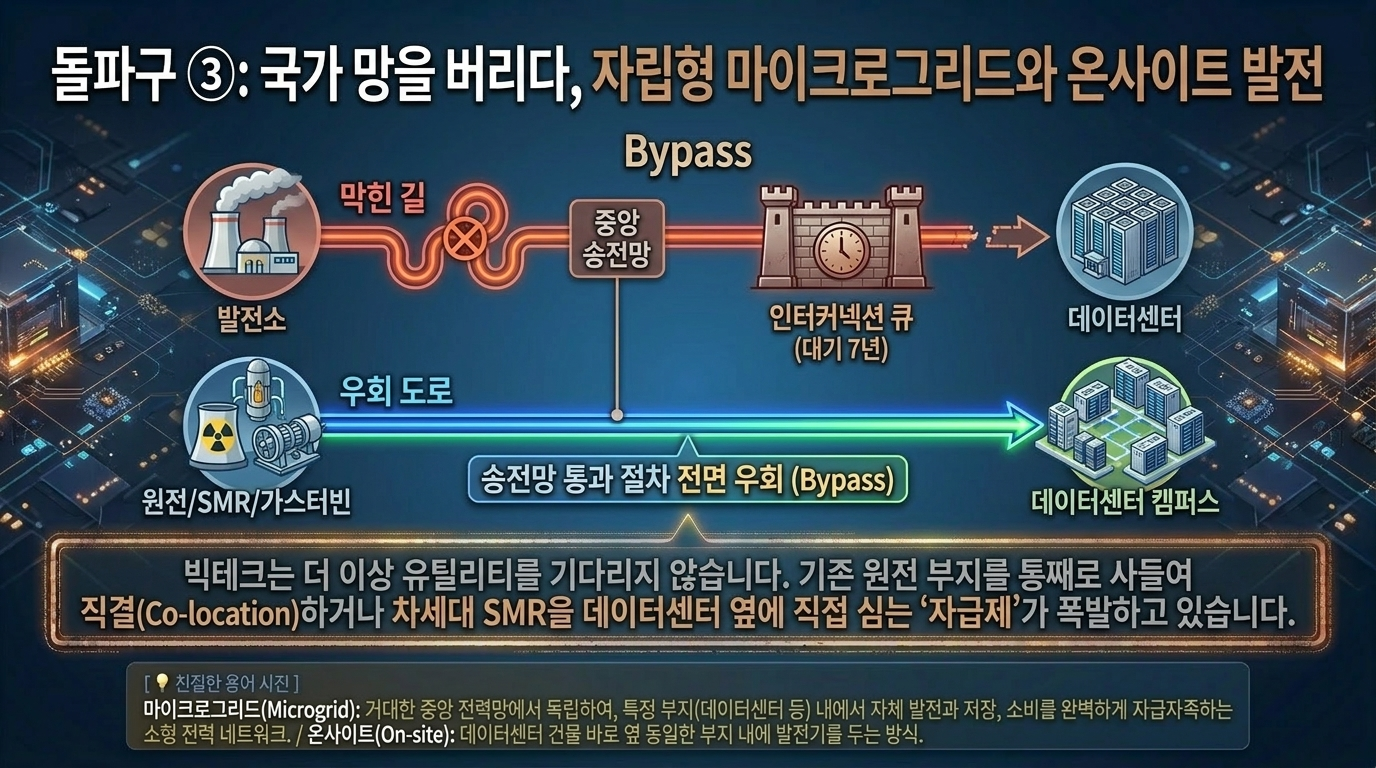 돌파구 ③: 국가 망을 버리다, 자립형 마이크로그리드와 온사이트 발전
Bypass
막힌 길
중앙
송전망
발전소
인터커넥션 큐
(대기 7년)
데이터센터
우회 도로
송전망 통과 절차 전면 우회 (Bypass)
원전/SMR/가스터빈
데이터센터 캠퍼스
빅테크는 더 이상 유틸리티를 기다리지 않습니다. 기존 원전 부지를 통째로 사들여
직결(Co-location)하거나 차세대 SMR을 데이터센터 옆에 직접 심는 ‘자급제’가 폭발하고 있습니다.
[ 💡 친질한 용어 시진 ]
마이크로그리드(Microgrid): 거대한 중앙 전력망에서 독립하여, 특정 부지(데이터센터 등) 내에서 자체 발전과 저장, 소비를 완벽하게 자급자족하는
소형 전력 네트워크. / 온사이트(On-site): 데이터센터 건물 바로 옆 동일한 부지 내에 발전기를 두는 방식.